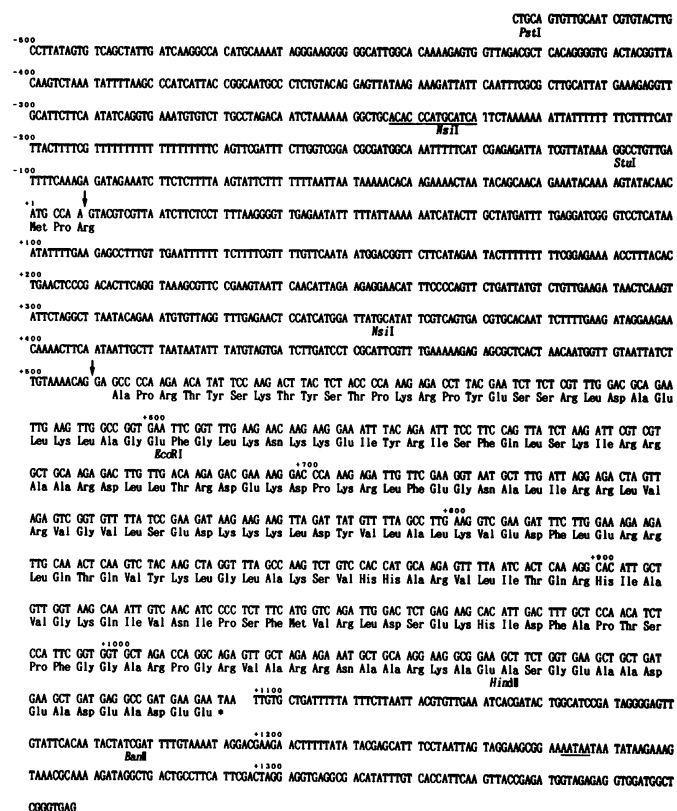 CTGCA GTGTTGCAAT CGTGTACTTG
PstI
-500
CCTTATAGTG TCAGCTATTG ATCAAGGCCA CATGCAAAAT AGGGAAGGGG GGCATTGGCA CAAAAGAGTG GTTAGACGCT CACAGGGGTG ACTACGGTTA
-400
CAAGTCTAAA TATTTTAAGC CCATCATTAC CGGCAATGCC CTCTGTACAG GAGTTATAAG AAAGATTATT CAATTTCGCG CTTGCATTAT GAAAGAGGTT
-300
GCATTCTTCA ATATCAGGTG AAATGTGTCT TGCCTAGACA ATCTAAAAAA GGCTGCACAC CCATGCATCA TTCTAAAAAA ATTATTTTTT TTCTTTTCAT
NsiI
-200
TTACTTTTCG TTTTTTTTTT TTTTTTTTTT CAGTTCGATT CTTGGTCGGA CGCGATGGCA AATTTTTCAT CGAGAGATTA TCGTTATAAA GGCCTGTTGA
StuI
-100
TTTTCAAAGA GATAGAAATC TTCTCTTTTA AGTATTCTTT TTTTAATTAA TAAAAACACA AGAAAACTAA TACAGCAACA GAAATACAAA AGTATACAAC
+1
ATG CCA A GTACGTCGTTA ATCTTCTCCT TTTAAGGGGT TGAGAATATT TTTATTAAAA AATCATACTT GCTATGATTT TGAGGATCGG GTCCTCATAA
Met Pro Arg
+100
ATATTTTGAA GAGCCTTTGT TGAATTTTTT TCTTTTCGTT TTGTTCAATA ATGGACGGTT CTTCATAGAA TACTTTTTTT TTCGGAGAAA ACCTTTACAC
+200
TGAACTCCCG ACACTTCAGG TAAAGCGTTC CGAAGTAATT CAACATTAGA AGAGGAACAT TTCCCCAGTT CTGATTATGT CTGTTGAAGA TAACTCAAGT
+300
ATTCTAGGCT TAATACAGAA ATGTGTTAGG TTTGAGAACT CCATCATGGA TTATGCATAT TCGTCAGTGA CGTGCACAAT TCTTTTGAAG ATAGGAAGAA
NsiI
+400
CAAAACTTCA ATAATTGCTT TAATAATATT TATGTAGTGA TCTTGATCCT CGCATTCGTT TTGAAAAAGAG AGCGCTCACT AACAATGGTT GTAATTATCT
+500
TGTAAAACAG GA GCC CCA AGA ACA TAT TCC AAG ACT TAC TCT ACC CCA AAG AGA CCT TAC GAA TCT TCT CGT TTG GAC GCA GAA
Ala Pro Arg Thr Tyr Ser Lys Thr Tyr Ser Thr Pro Lys Arg Pro Tyr Glu Ser Ser Arg Leu Asp Ala Glu
+600
TTG AAG TTG GCC GGT GAA TTC GGT TTG AAG AAC AAG AAG GAA ATT TAC AGA ATT TCC TTC CAG TTA TCT AAG ATT CGT CGT
Leu Lys Leu Ala Gly Glu Phe Gly Leu Lys Asn Lys Lys Glu Ile Tyr Arg Ile Ser Phe Gln Leu Ser Lys Ile Arg Arg
EcoRI
+700
GCT GCA AGA GAC TTG TTG ACA AGA GAC GAA AAG GAC CCA AAG AGA TTG TTC GAA GGT AAT GCT TTG ATT AGG AGA CTA GTT
Ala Ala Arg Asp Leu Leu Thr Arg Asp Glu Lys Asp Pro Lys Arg Leu Phe Glu Gly Asn Ala Leu Ile Arg Arg Leu Val
+800
AGA GTC GGT GTT TTA TCC GAA GAT AAG AAG AAG TTA GAT TAT GTT TTA GCC TTG AAG GTC GAA GAT TTC TTG GAA AGA AGA
Arg Val Gly Val Leu Ser Glu Asp Lys Lys Lys Leu Asp Tyr Val Leu Ala Leu Lys Val Glu Asp Phe Leu Glu Arg Arg
+900
TTG CAA ACT CAA GTC TAC AAG CTA GGT TTA GCC AAG TCT GTC CAC CAT GCA AGA GTT TTA ATC ACT CAA AGG CAC ATT GCT
Leu Gln Thr Gln Val Tyr Lys Leu Gly Leu Ala Lys Ser Val His His Ala Arg Val Leu Ile Thr Gln Arg His Ile Ala
GTT GGT AAG CAA ATT GTC AAC ATC CCC TCT TTC ATG GTC AGA TTG GAC TCT GAG AAG CAC ATT GAC TTT GCT CCA ACA TCT
Val Gly Lys Gln Ile Val Asn Ile Pro Ser Phe Met Val Arg Leu Asp Ser Glu Lys His Ile Asp Phe Ala Pro Thr Ser
+1000
CCA TTC GGT GGT GCT AGA CCA GGC AGA GTT GCT AGA AGA AAT GCT GCA AGG AAG GCG GAA GCT TCT GGT GAA GCT GCT GAT
Pro Phe Gly Gly Ala Arg Pro Gly Arg Val Ala Arg Arg Asn Ala Ala Arg Lys Ala Glu Ala Ser Gly Glu Ala Ala Asp
HindⅢ
+1100
GAA GCT GAT GAG GCC GAT GAA GAA TAA TTGTG CTGATTTTTA TTTCTTAATT ACGTGTTGAA ATCACGATAC TGGCATCCGA TAGGGGAGTT
Glu Ala Asp Glu Ala Asp Glu Glu *
+1200
GTATTCACAA TACTATCGAT TTTGTAAAAT AGGACGAAGA ACTTTTTATA TACGAGCATT TCCTAATTAG TAGGAAGCGG AAAATAATAA TATAAGAAAG
BanⅢ
+1300
TAAACGCAAA AGATAGGCTG ACTGCCTTCA TTCGACTAGG AGGTGAGGCG ACATATTTGT CACCATTCAA GTTACCGAGA TGGTAGAGAG GTGGATGGCT
CGGGTGAG